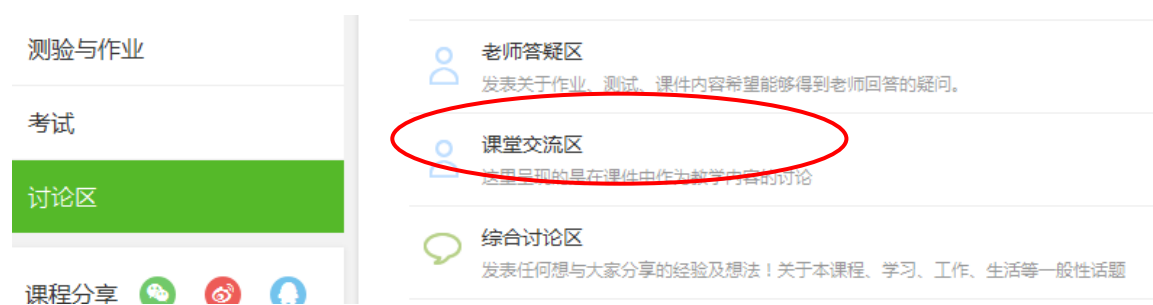 测验与作业
考试
讨论区
课程分享
老师答疑区
发表关于作业、测试、课件内容希望能够得到老师回答的疑问。
课堂交流区
这里呈现的是在课件中作为教学内容的讨论
综合讨论区
发表任何想与大家分享的经验及想法！关于本课程、学习、工作、生活等一般性话题